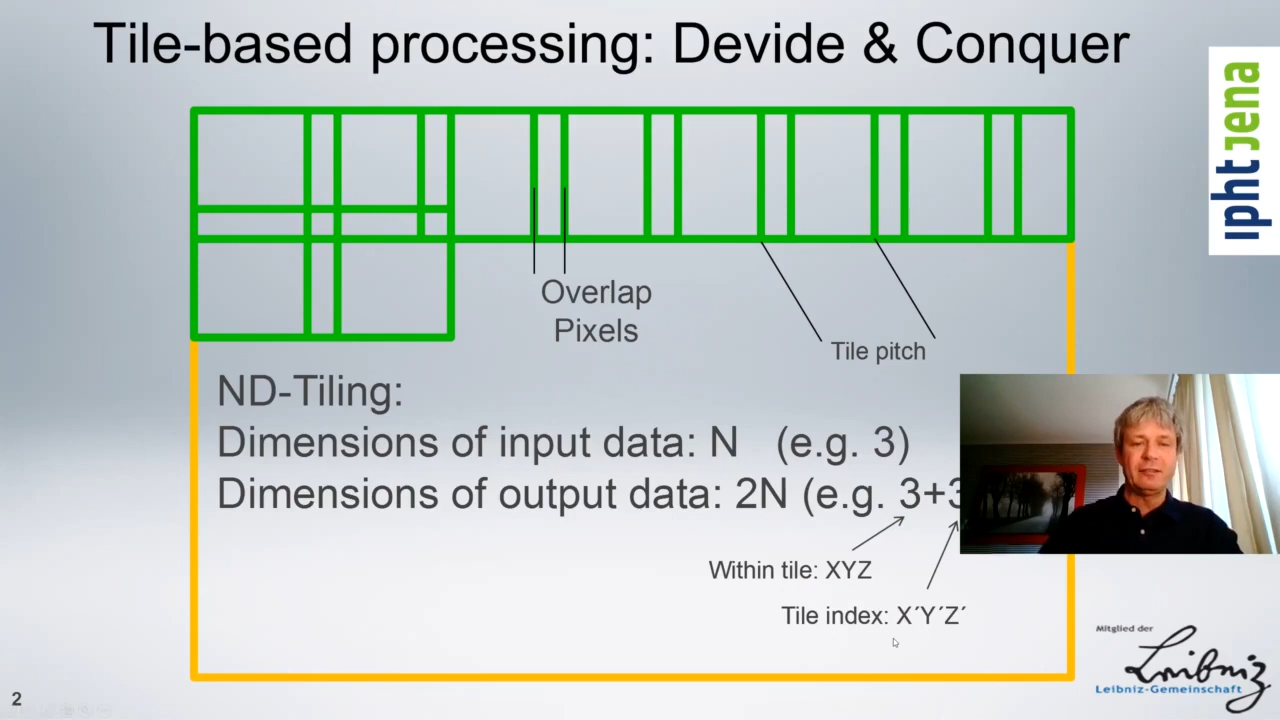 Tile-based processing: Devide & Conquer
ipht jena
Overlap
Pixels
Tile pitch
ND-Tiling:
Dimensions of input data: N (e.g. 3)
Dimensions of output data: 2N (e.g. 3+3
Within tile: XYZ
Tile index: X´Y´Z´
Mitglied der
Leibniz
Leibniz-Gemeinschaft
2